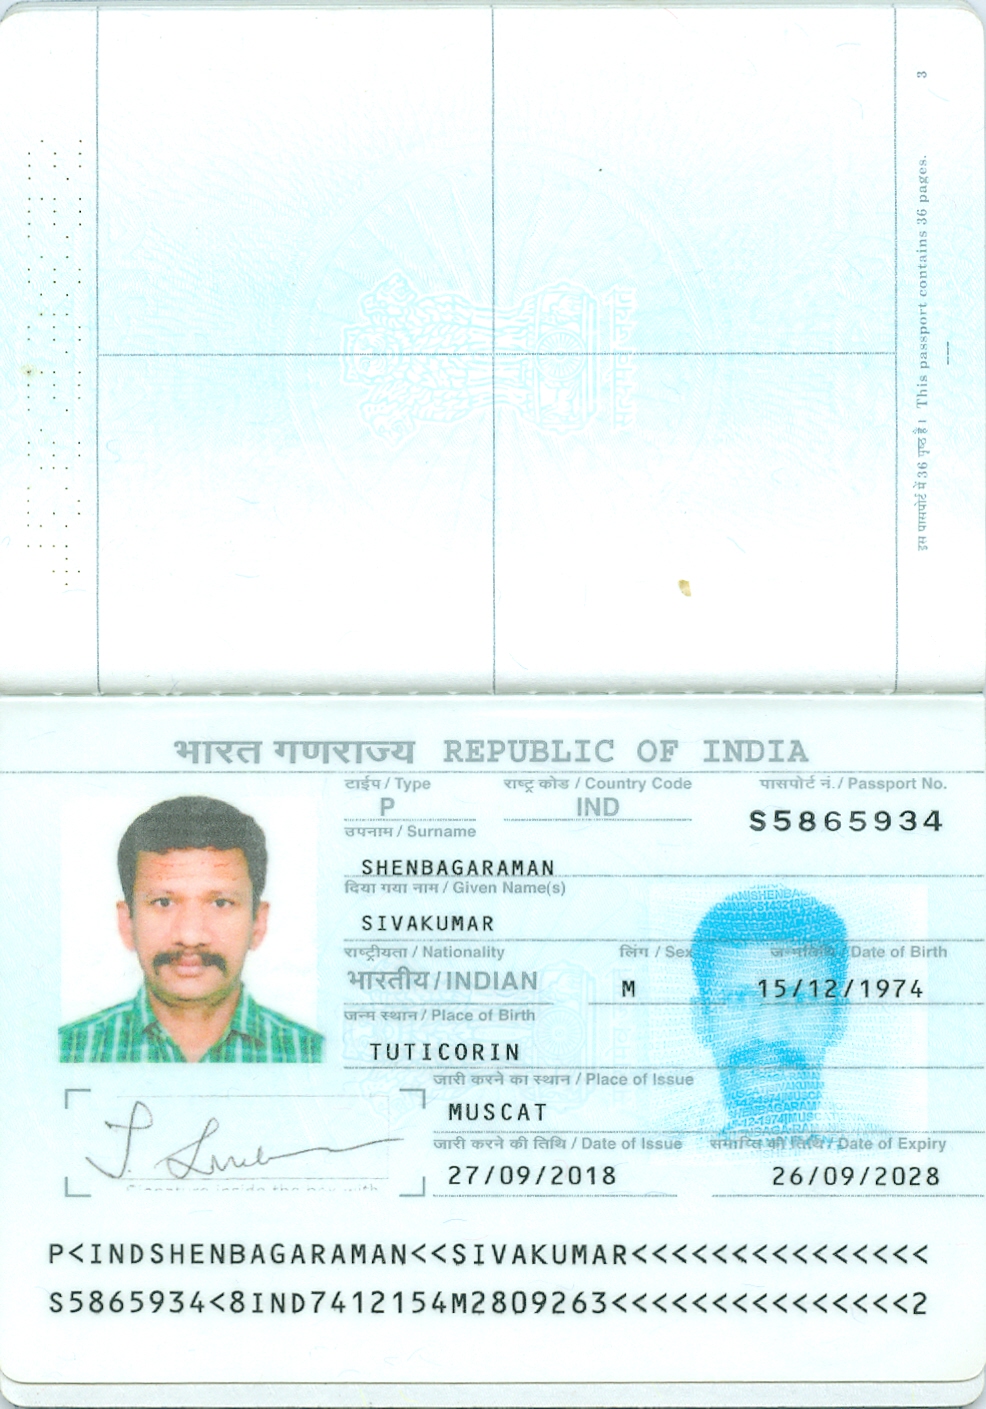 3
इस पासपोर्ट में 36 पृष्ठ हैं। This passport contains 36 pages.
भारत गणराज्य REPUBLIC OF INDIA
टाईप / Type राष्ट्र कोड / Country Code पासपोर्ट नं. / Passport No.
P IND S5865934
उपनाम / Surname
SHENBAGARAMAN
दिया गया नाम / Given Name(s)
SIVAKUMAR
राष्ट्रीयता / Nationality लिंग / Sex जन्मतिथि / Date of Birth
भारतीय / INDIAN M 15/12/1974
जन्म स्थान / Place of Birth
TUTICORIN
जारी करने का स्थान / Place of Issue
MUSCAT
जारी करने की तिथि / Date of Issue समाप्ति की तिथि / Date of Expiry
27/09/2018 26/09/2028
P<INDSHENBAGARAMAN<<SIVAKUMAR<<<<<<<<<<<<<<<
S5865934<8IND7412154M2809263<<<<<<<<<<<<<<<2